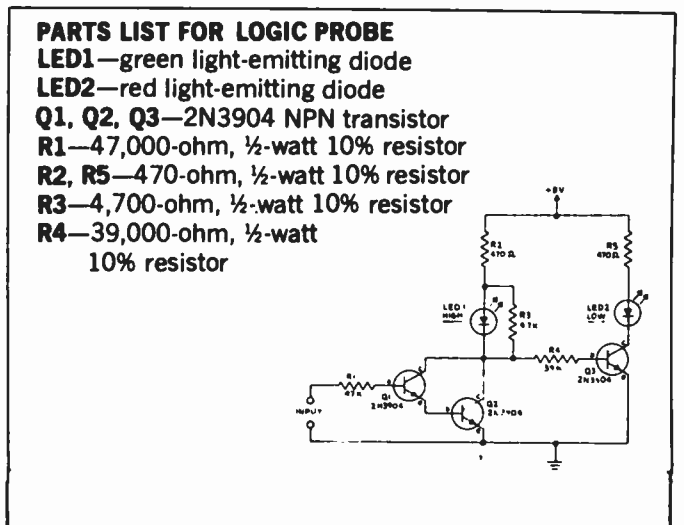 PARTS LIST FOR LOGIC PROBE
LED1—green light-emitting diode
LED2—red light-emitting diode
Q1, Q2, Q3—2N3904 NPN transistor
R1—47,000-ohm, ½-watt 10% resistor
R2, R5—470-ohm, ½-watt 10% resistor
R3—4,700-ohm, ½-watt 10% resistor
R4—39,000-ohm, ½-watt
10% resistor
R2
470Ω
R5
470Ω
LED1
HIGH
R3
4.7K
LED2
LOW
R4
39K
Q3
2N3904
R1
47K
Q1
2N3904
Q2
INPUT